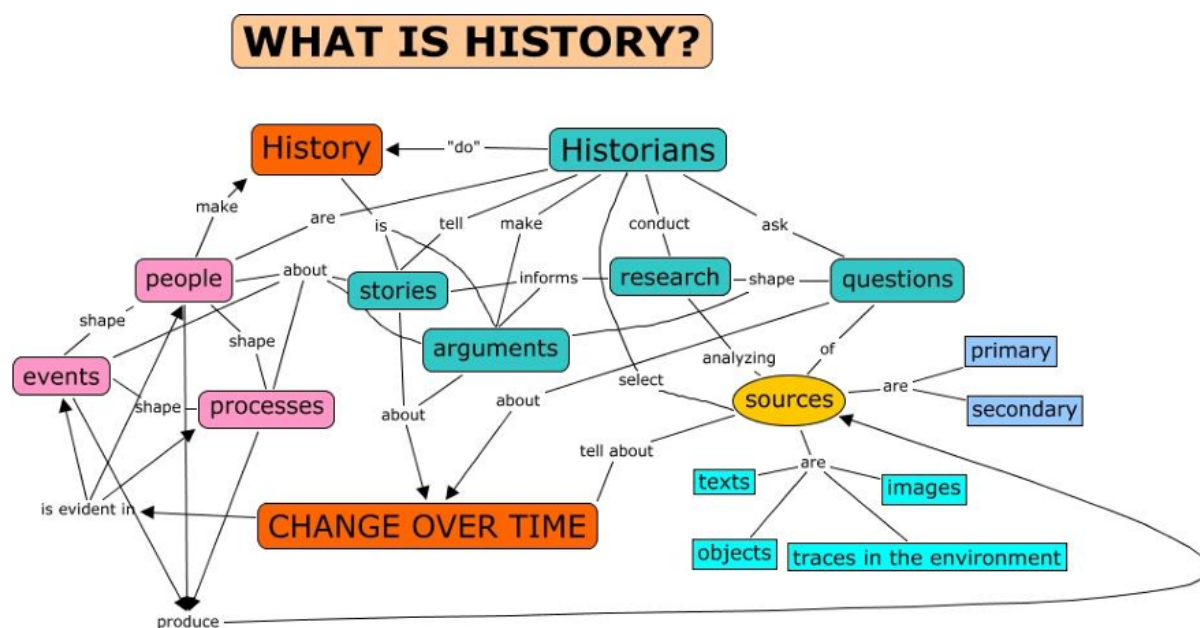 WHAT IS HISTORY?
History
"do"
Historians
make
are
is
tell
make
conduct
ask
people
about
stories
informs
research
shape
questions
shape
shape
arguments
analyzing
of
primary
events
shape
processes
about
about
select
sources
are
secondary
tell about
are
texts
images
is evident in
CHANGE OVER TIME
objects
traces in the environment
produce